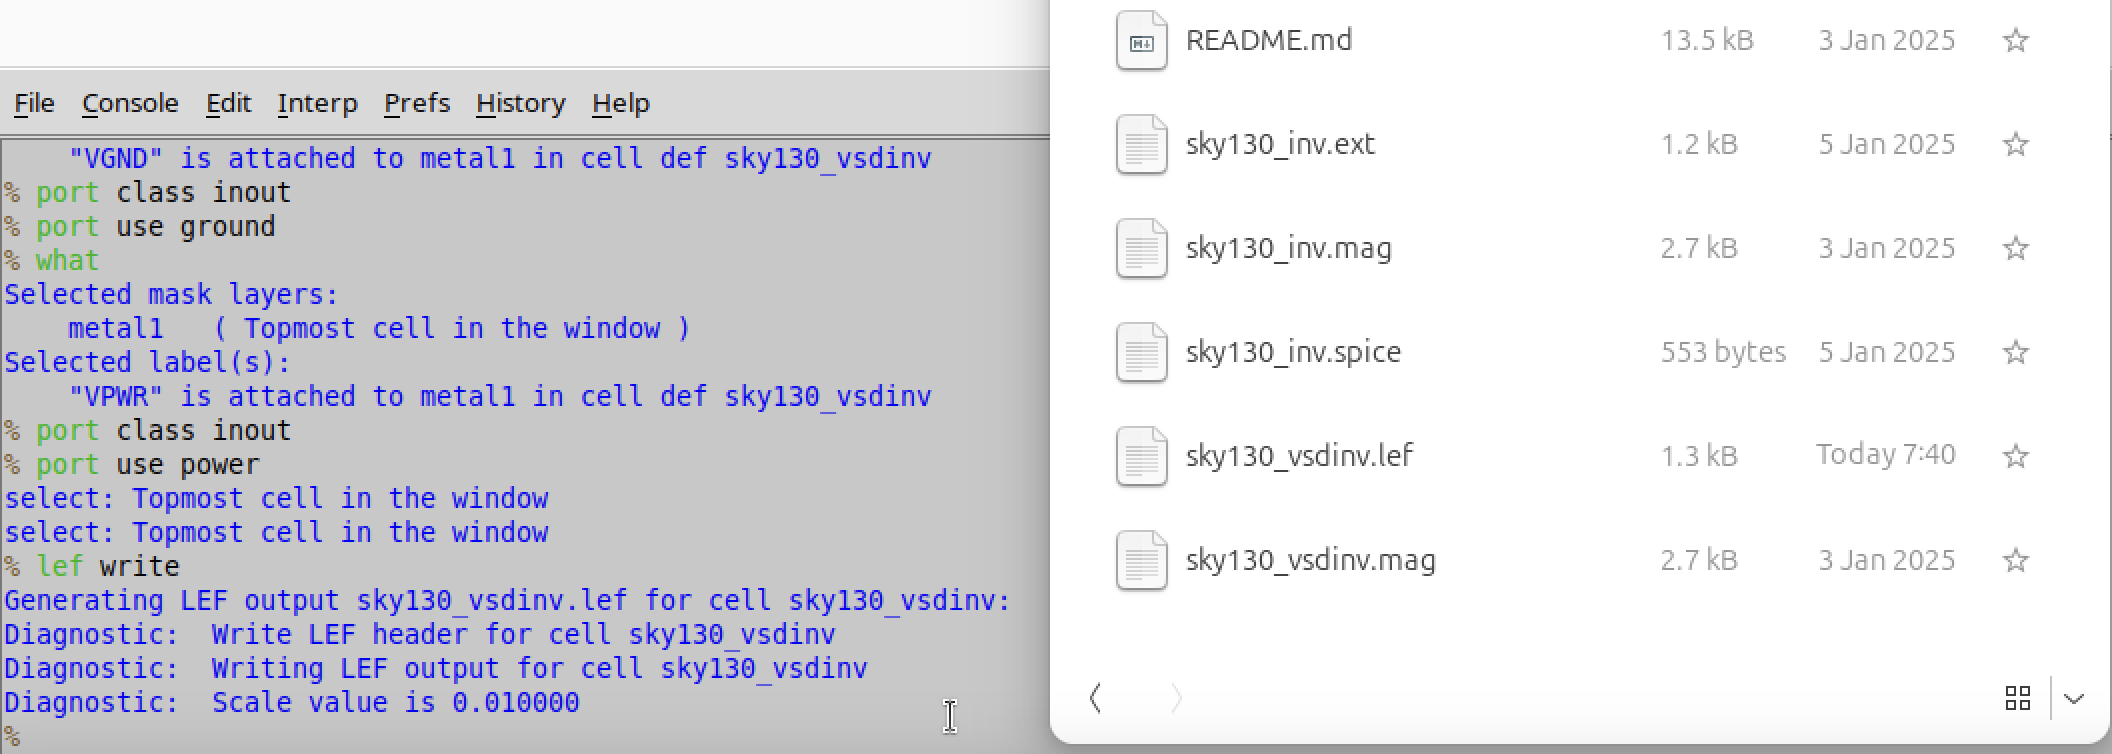 File Console Edit Interp Prefs History Help
"VGND" is attached to metal1 in cell def sky130_vsdinv
% port class inout
% port use ground
% what
Selected mask layers:
metal1 ( Topmost cell in the window )
Selected label(s):
"VPWR" is attached to metal1 in cell def sky130_vsdinv
% port class inout
% port use power
select: Topmost cell in the window
select: Topmost cell in the window
% lef write
Generating LEF output sky130_vsdinv.lef for cell sky130_vsdinv:
Diagnostic: Write LEF header for cell sky130_vsdinv
Diagnostic: Writing LEF output for cell sky130_vsdinv
Diagnostic: Scale value is 0.010000
%
README.md 13.5 kB 3 Jan 2025
sky130_inv.ext 1.2 kB 5 Jan 2025
sky130_inv.mag 2.7 kB 3 Jan 2025
sky130_inv.spice 553 bytes 5 Jan 2025
sky130_vsdinv.lef 1.3 kB Today 7:40
sky130_vsdinv.mag 2.7 kB 3 Jan 2025